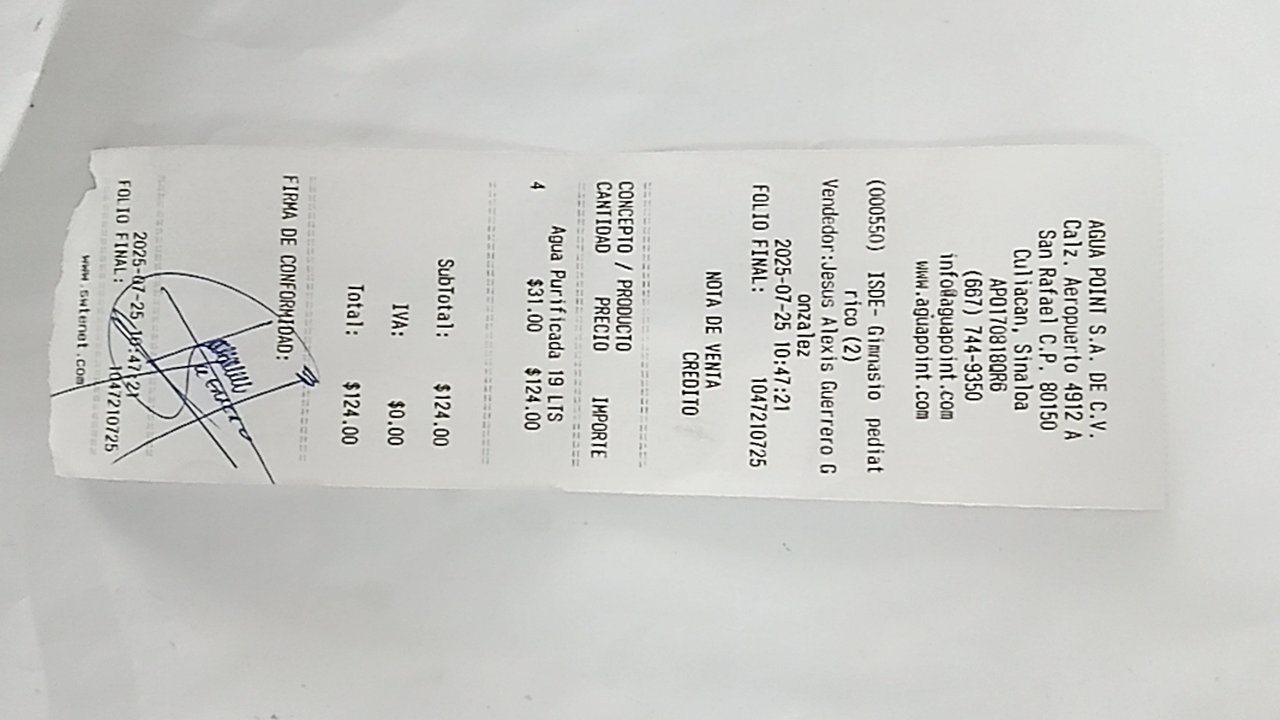 AGUA POINT S.A. DE C.V.
Calz. Aeropuerto 4912 A
San Rafael C.P. 80150
Culiacan, Sinaloa
APO170818QR6
(667) 744-9350
info@aguapoint.com
www.aguapoint.com
(000550) ISDE- Gimnasio pediat
rico (2)
Vendedor:Jesus Alexis Guerrero G
onzalez
2025-07-25 10:47:21
FOLIO FINAL: 1047210725
NOTA DE VENTA
CREDITO
CONCEPTO / PRODUCTO
CANTIDAD PRECIO IMPORTE
Agua Purificada 19 LTS
4 $31.00 $124.00
SubTotal: $124.00
IVA: $0.00
Total: $124.00
FIRMA DE CONFORMIDAD:
2025-07-25 10:47:21
FOLIO FINAL: 1047210725
www.swternet.com